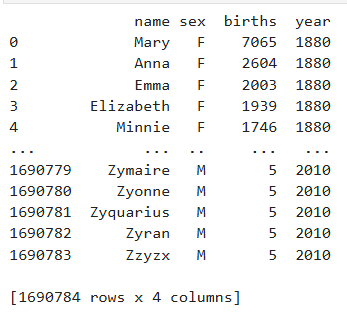 name sex births year
0 Mary F 7065 1880
1 Anna F 2604 1880
2 Emma F 2003 1880
3 Elizabeth F 1939 1880
4 Minnie F 1746 1880
... ... .. ... ...
1690779 Zymaire M 5 2010
1690780 Zyonne M 5 2010
1690781 Zyquarius M 5 2010
1690782 Zyran M 5 2010
1690783 Zzyzx M 5 2010
[1690784 rows x 4 columns]